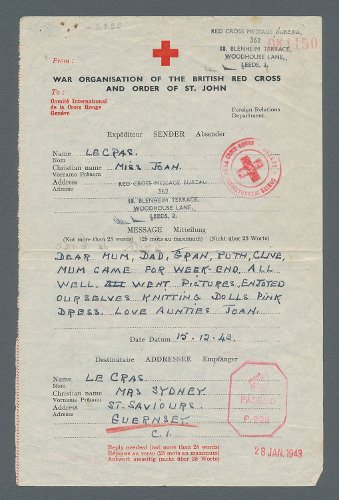 RED CROSS MESSAGE BUREAU,
362
18, BLENHEIM TERRACE,
WOODHOUSE LANE,
LEEDS, 2.
From :
WAR ORGANISATION OF THE BRITISH RED CROSS
AND ORDER OF ST. JOHN
To :
Comité International
de la Croix Rouge
Genève
Foreign Relations
Department.
Expéditeur SENDER Absender
Name LE CRAS.
Nom
Christian name MISS JOAN.
Vorname Prénom
Address RED CROSS MESSAGE BUREAU
Adresse 362
18, BLENHEIM TERRACE,
WOODHOUSE LANE,
LEEDS, 2.
MESSAGE Mitteilung
(Not more than 25 words) (25 mots au maximum) (Nicht über 25 Worte)
DEAR MUM, DAD, GRAN, RUTH, CLIVE,
MUM CAME FOR WEEK-END. ALL
WELL. WENT PICTURES, ENJOYED
OURSELVES KNITTING DOLLS PINK
DRESS. LOVE AUNTIES JOAN.
Date Datum 15.12.42.
Destinataire ADDRESSEE Empfänger
Name LE CRAS.
Nom
Christian name MRS SYDNEY.
Vorname Prénom
Address ST. SAVIOURS.
Adresse GUERNSEY
C.I.
PASSED
P.233
28 JAN. 1943
Reply overleaf (not more than 25 words)
Réponse au verso (25 mots au maximum)
Antwort umseitig (nicht über 25 Worte)